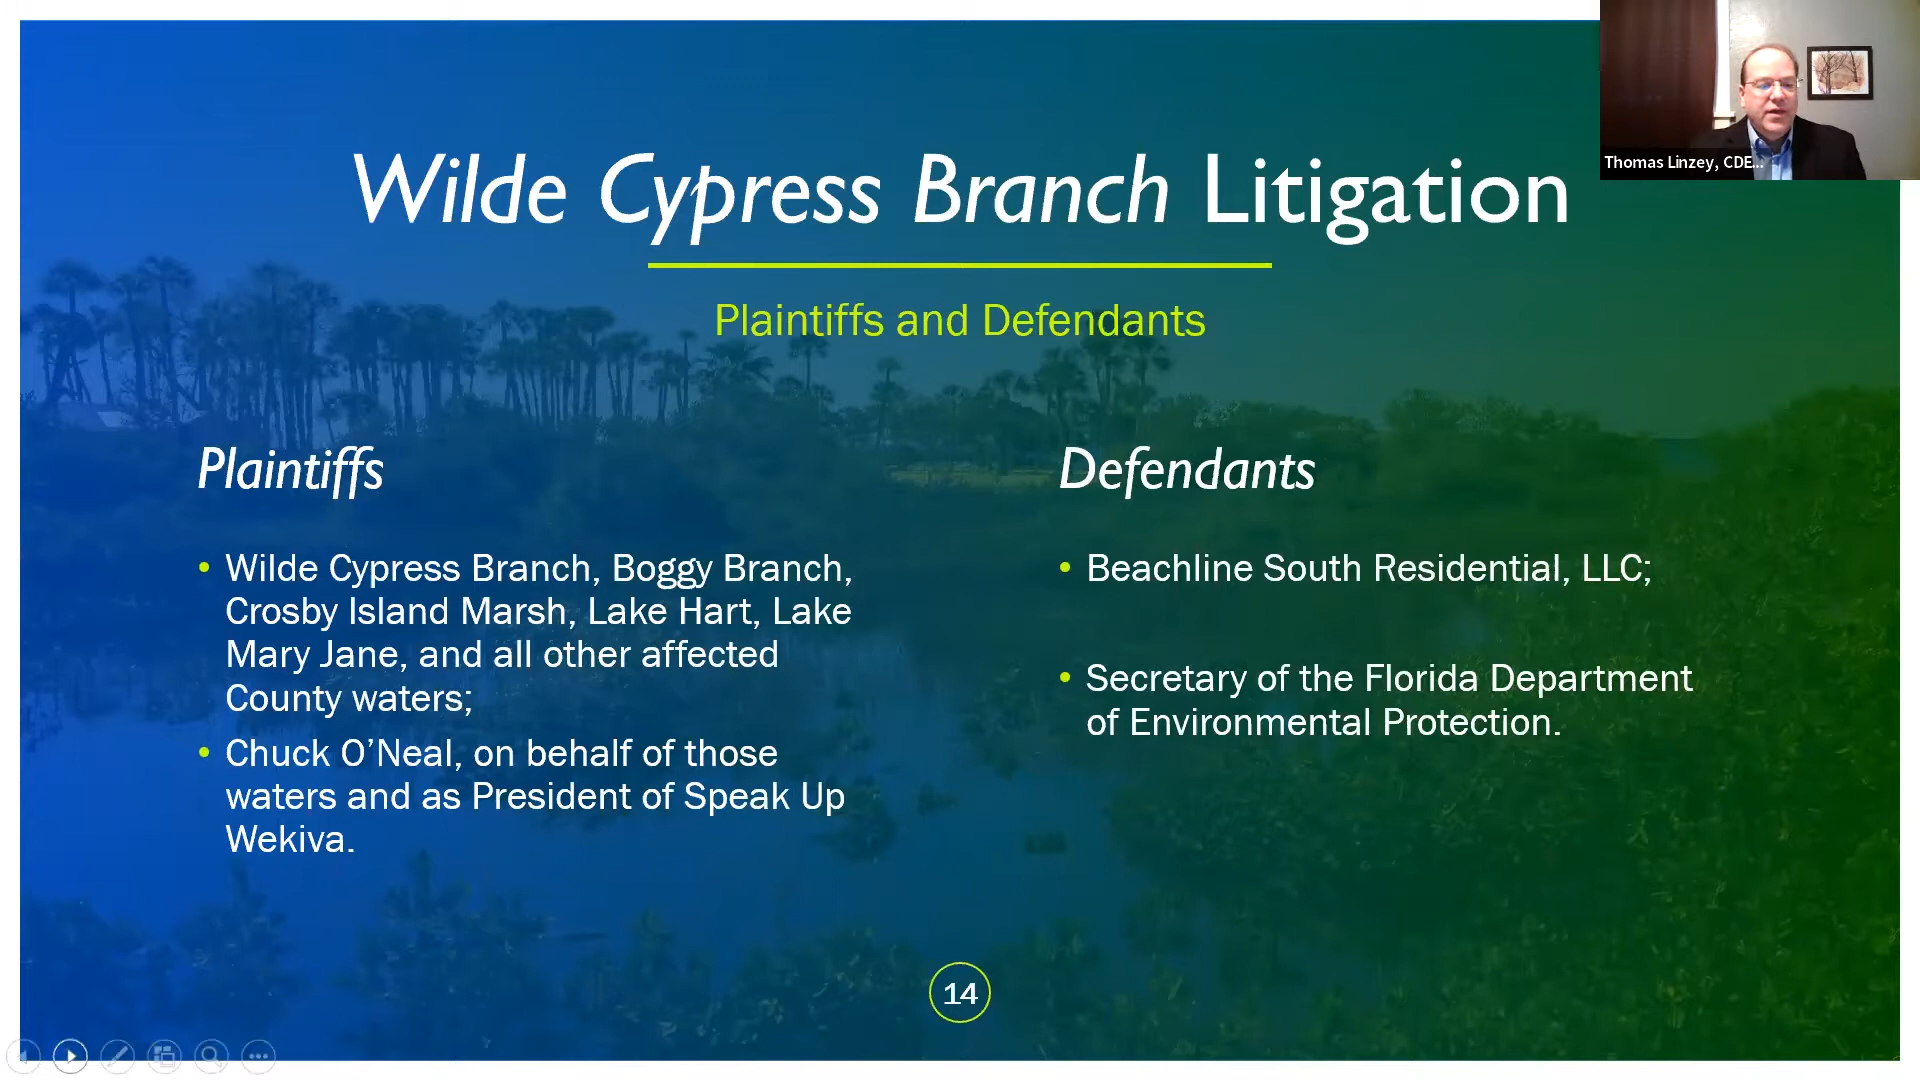 Wilde Cypress Branch Litigation
Plaintiffs and Defendants
Plaintiffs
• Wilde Cypress Branch, Boggy Branch,
Crosby Island Marsh, Lake Hart, Lake
Mary Jane, and all other affected
County waters;
• Chuck O’Neal, on behalf of those
waters and as President of Speak Up
Wekiva.
Defendants
• Beachline South Residential, LLC;
• Secretary of the Florida Department
of Environmental Protection.
14
Thomas Linzey, CDE...